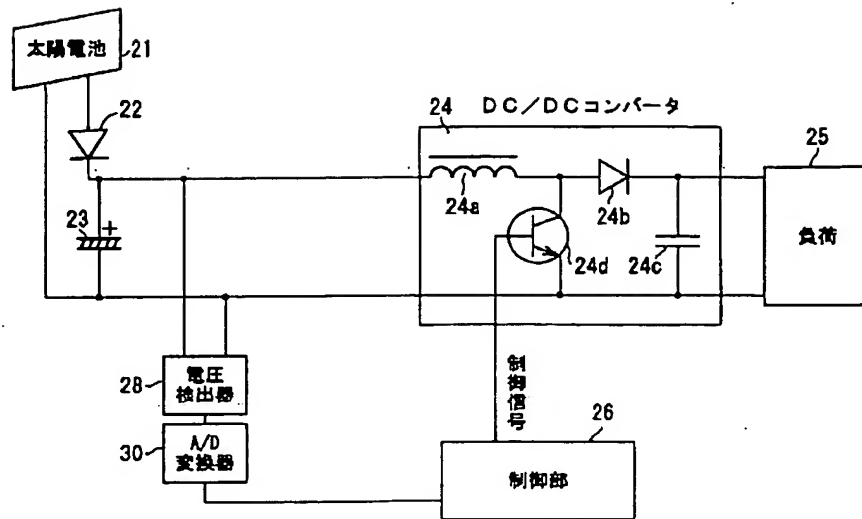 太陽電池
21
22
24
DC/DCコンバータ
25
23
+
24a
24b
24d
24c
負荷
28
電圧
検出器
制御信号
26
30
A/D
変換器
制御部